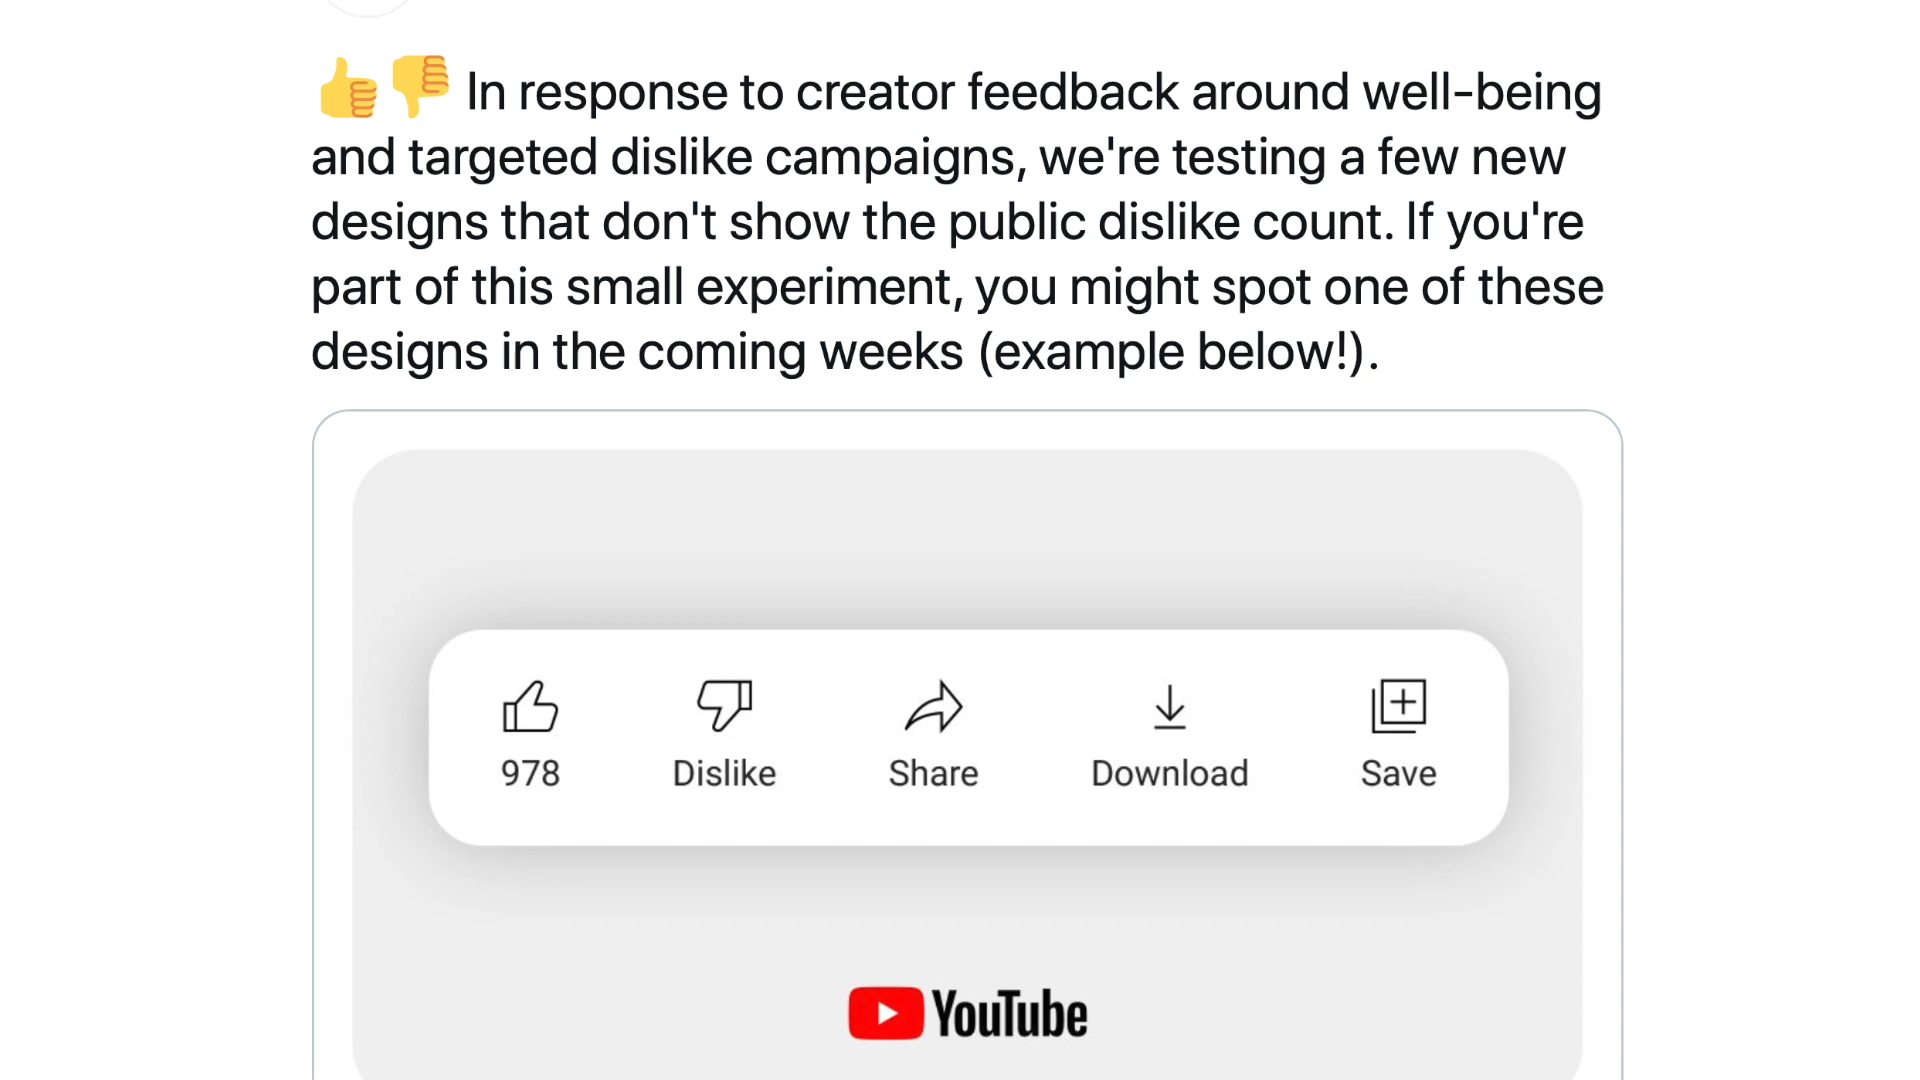 👍👎 In response to creator feedback around well-being
and targeted dislike campaigns, we're testing a few new
designs that don't show the public dislike count. If you're
part of this small experiment, you might spot one of these
designs in the coming weeks (example below!).
978 Dislike Share Download Save
YouTube